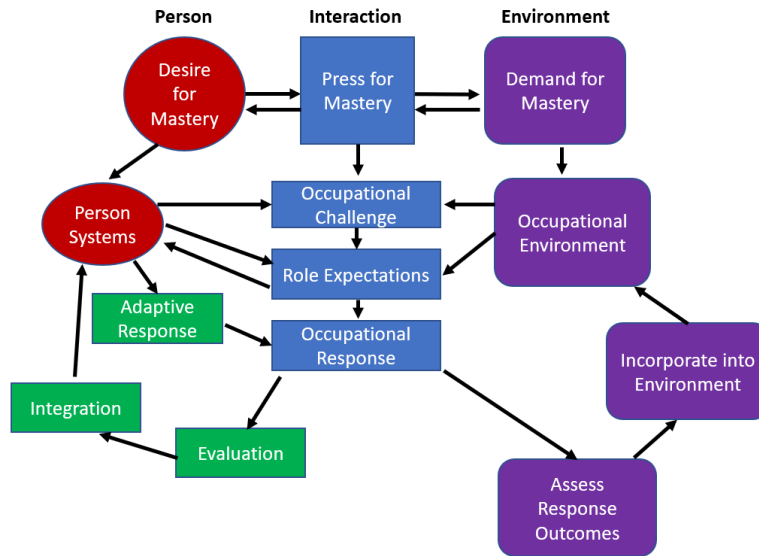 Person
Interaction
Environment
Desire
for
Mastery
Press for
Mastery
Demand for
Mastery
Person
Systems
Occupational
Challenge
Occupational
Environment
Role Expectations
Adaptive
Response
Occupational
Response
Incorporate into
Environment
Integration
Evaluation
Assess
Response
Outcomes